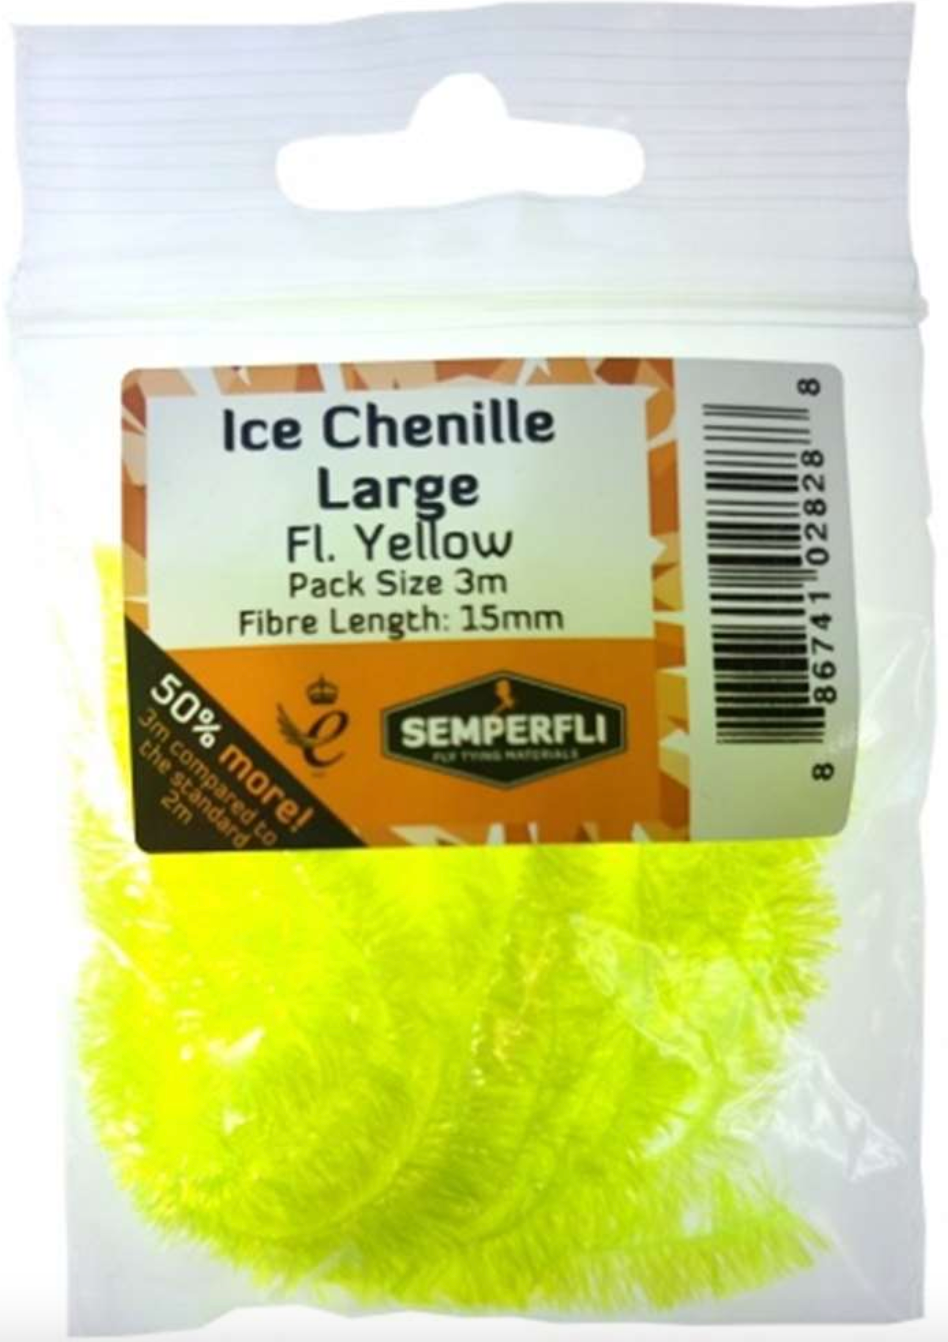 Ice Chenille
Large
Fl. Yellow
Pack Size 3m
Fibre Length: 15mm
50% more!
3m compared to
the standard
2m
e
SEMPERFLI
FLY TYING MATERIALS
8 86741 02828 8